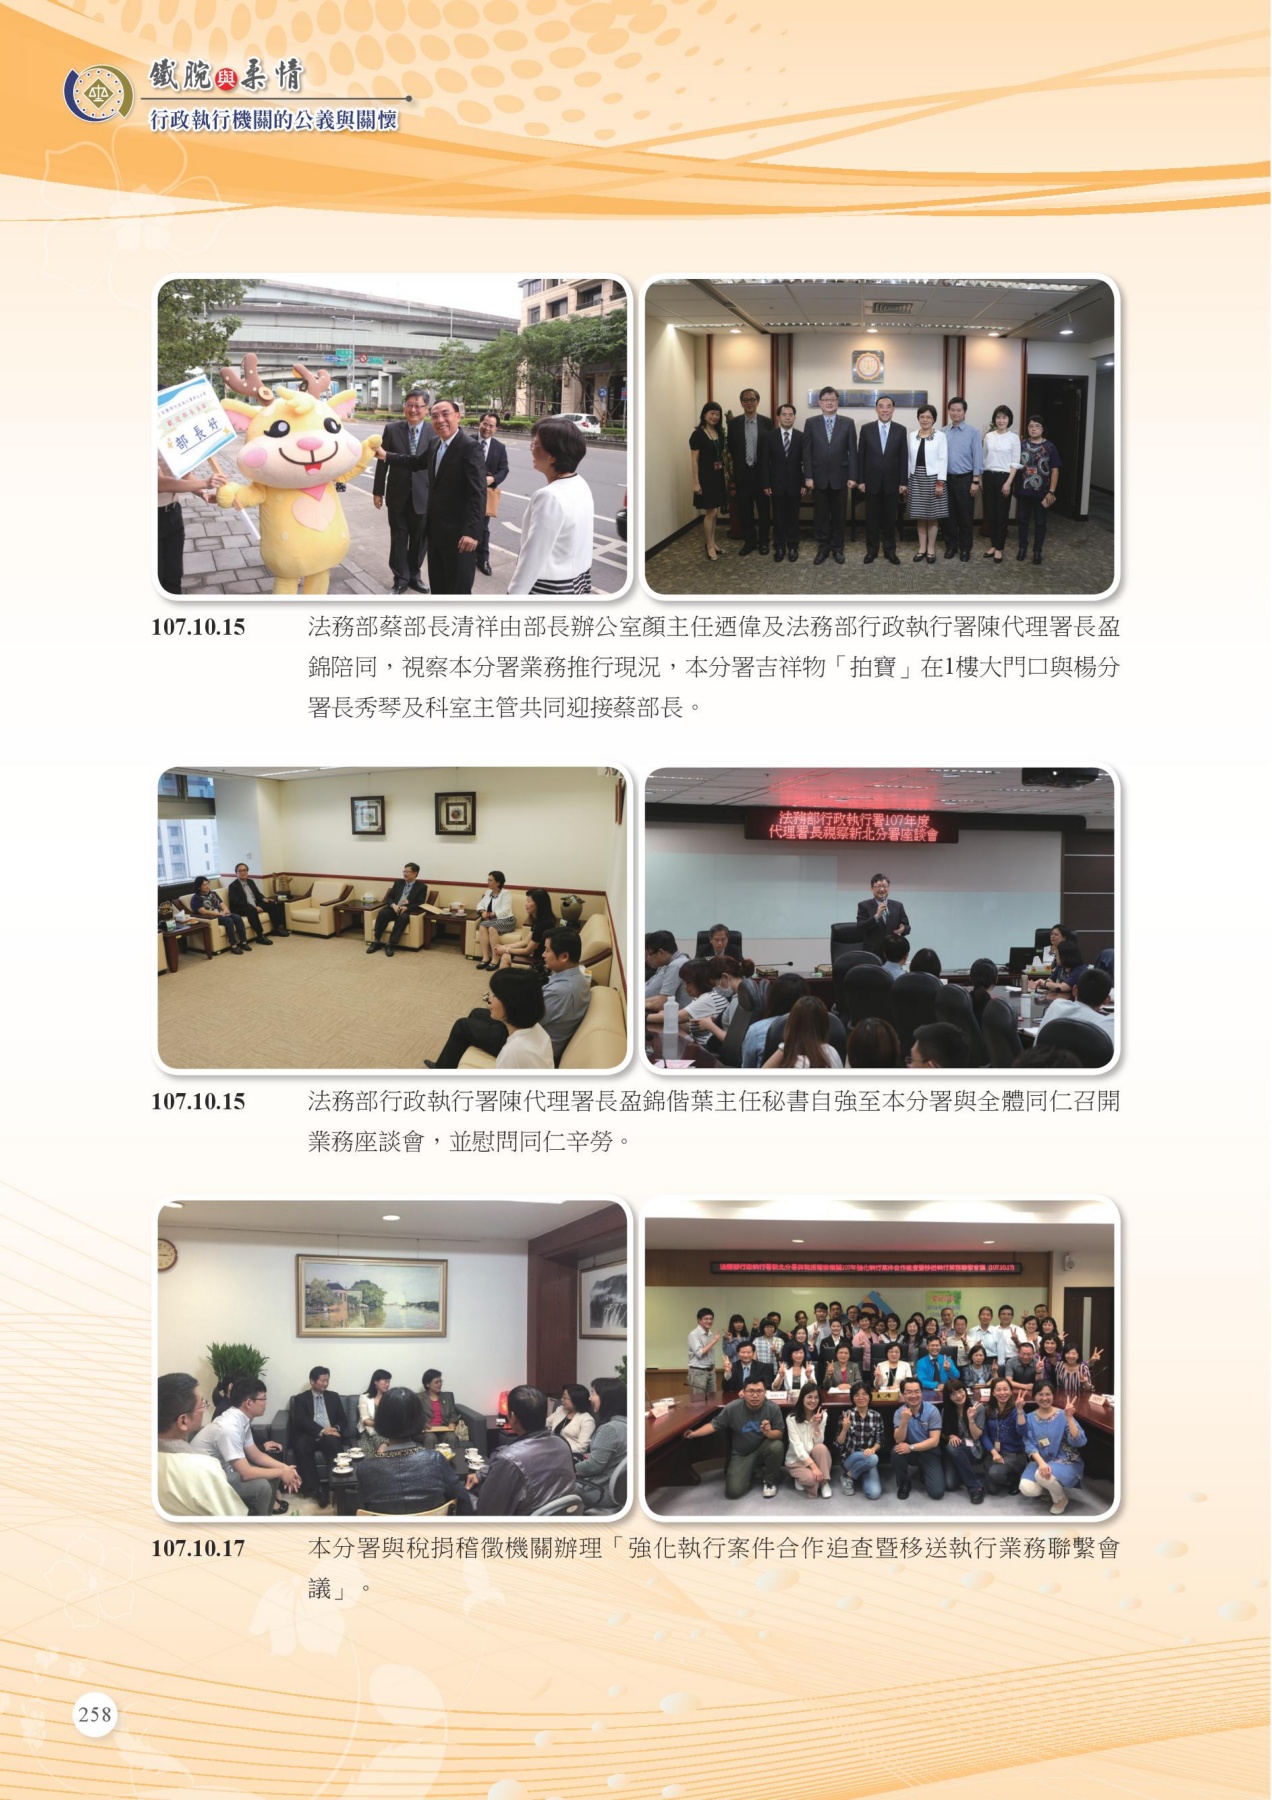 鐵腕與柔情
行政執行機關的公義與關懷
部長好
107.10.15 法務部蔡部長清祥由部長辦公室顏主任迺偉及法務部行政執行署陳代理署長盈
錦陪同，視察本分署業務推行現況，本分署吉祥物「拍寶」在1樓大門口與楊分
署長秀琴及科室主管共同迎接蔡部長。
法務部行政執行署107年度
代理署長視察新北分署座談會
107.10.15 法務部行政執行署陳代理署長盈錦偕葉主任秘書自強至本分署與全體同仁召開
業務座談會，並慰問同仁辛勞。
107.10.17 本分署與稅捐稽徵機關辦理「強化執行案件合作追查暨移送執行業務聯繫會
議」。
258